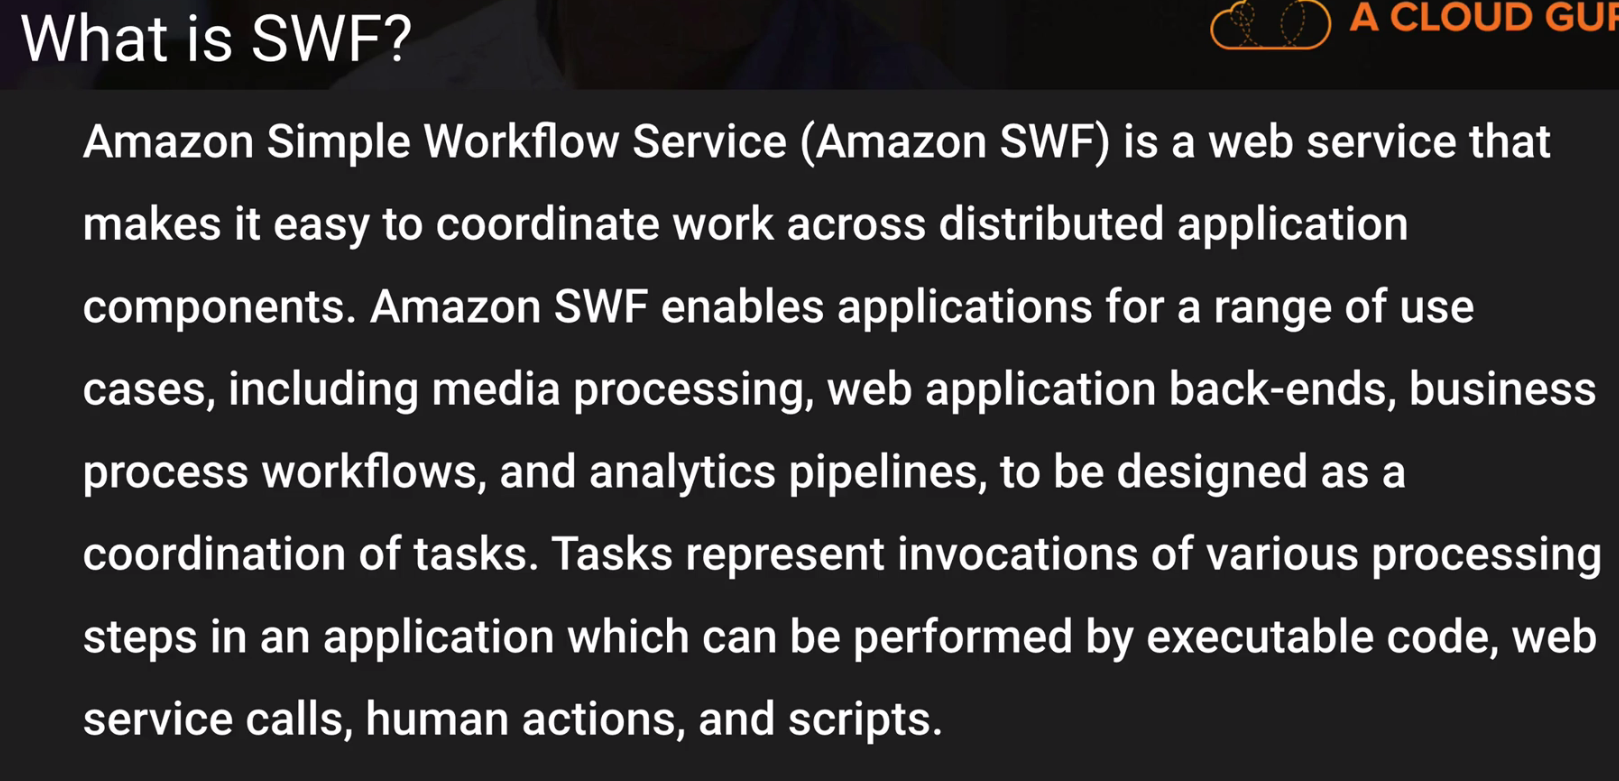 What is SWF?
A CLOUD GUR
Amazon Simple Workflow Service (Amazon SWF) is a web service that
makes it easy to coordinate work across distributed application
components. Amazon SWF enables applications for a range of use
cases, including media processing, web application back-ends, business
process workflows, and analytics pipelines, to be designed as a
coordination of tasks. Tasks represent invocations of various processing
steps in an application which can be performed by executable code, web
service calls, human actions, and scripts.